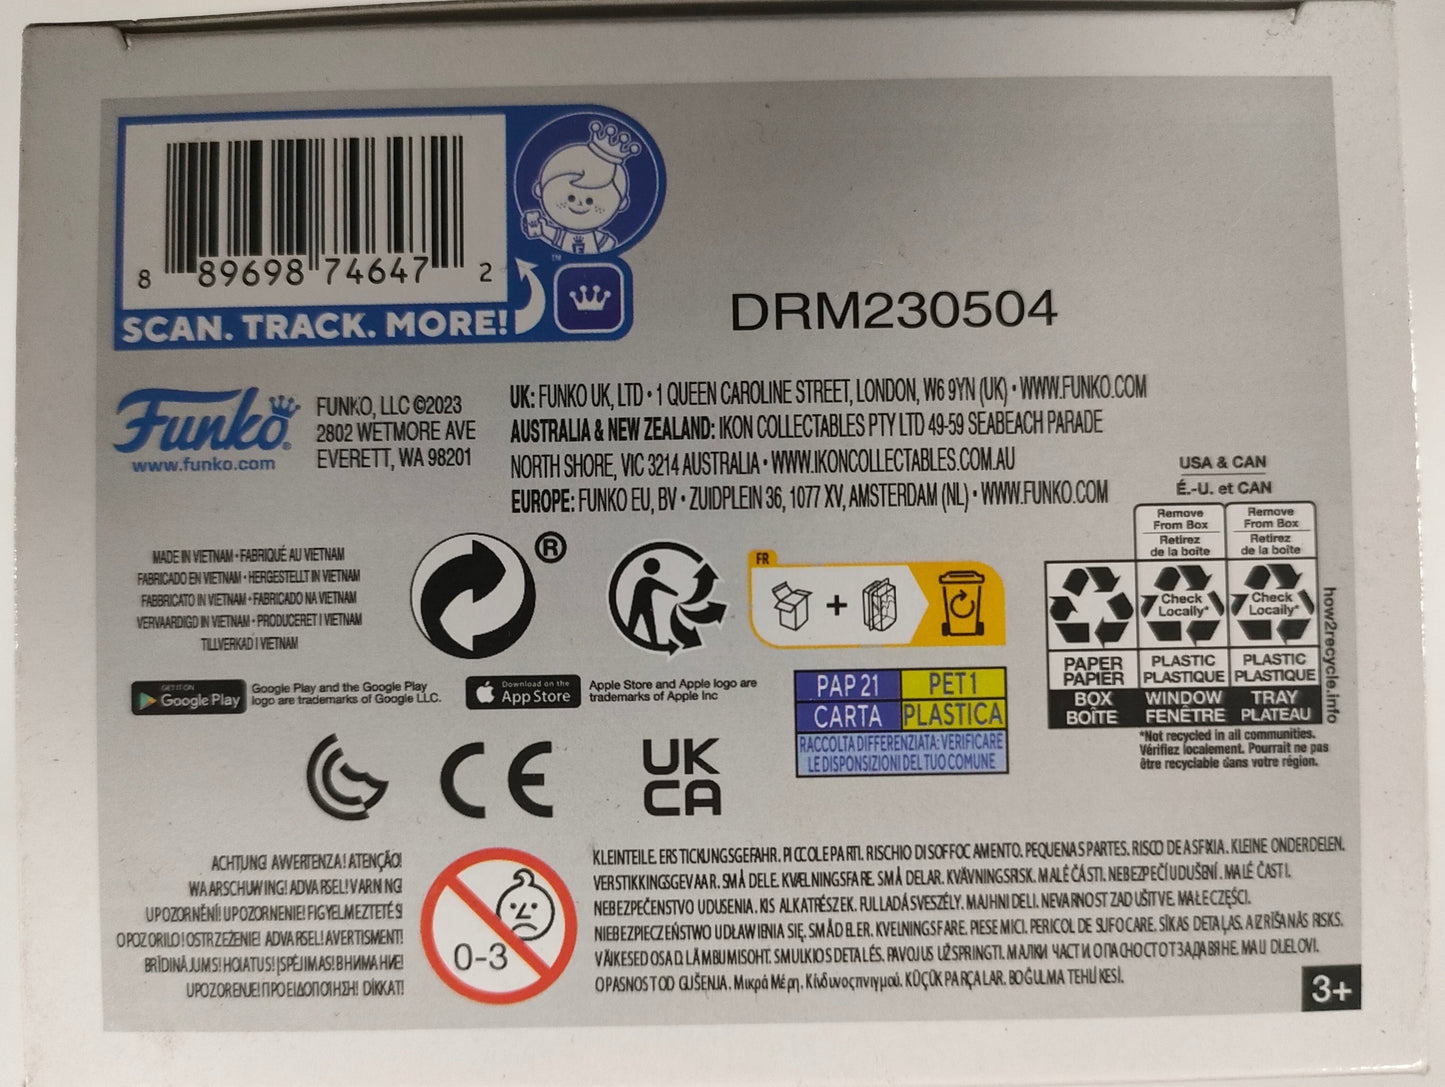 8 89698 74647 2
SCAN. TRACK. MORE!
™
DRM230504
Funko®
www.funko.com
FUNKO, LLC ©2023
2802 WETMORE AVE
EVERETT, WA 98201
UK: FUNKO UK, LTD • 1 QUEEN CAROLINE STREET, LONDON, W6 9YN (UK) • WWW.FUNKO.COM
AUSTRALIA & NEW ZEALAND: IKON COLLECTABLES PTY LTD 49-59 SEABEACH PARADE
NORTH SHORE, VIC 3214 AUSTRALIA • WWW.IKONCOLLECTABLES.COM.AU
EUROPE: FUNKO EU, BV • ZUIDPLEIN 36, 1077 XV, AMSTERDAM (NL) • WWW.FUNKO.COM
USA & CAN
É.-U. et CAN
Remove
From Box
Retirez
de la boîte
Remove
From Box
Retirez
de la boîte
Check
Locally*
Check
Locally*
PAPER
PAPIER
PLASTIC
PLASTIQUE
PLASTIC
PLASTIQUE
BOX
BOÎTE
WINDOW
FENÊTRE
TRAY
PLATEAU
how2recycle.info
*Not recycled in all communities.
Vérifiez localement. Pourrait ne pas
être recyclable dans votre région.
MADE IN VIETNAM • FABRIQUÉ AU VIETNAM
FABRICADO EN VIETNAM • HERGESTELLT IN VIETNAM
FABBRICATO IN VIETNAM • FABRICADO NA VIETNAM
VERVAARDIGD IN VIETNAM • PRODUCERET I VIETNAM
TILLVERKAD I VIETNAM
®
FR
+
GET IT ON
Google Play
Google Play and the Google Play
logo are trademarks of Google LLC.
Download on the
App Store
Apple Store and Apple logo are
trademarks of Apple Inc
PAP 21
PET 1
CARTA
PLASTICA
RACCOLTA DIFFERENZIATA: VERIFICARE
LE DISPONSIZIONI DEL TUO COMUNE
CE
UK
CA
ACHTUNG! AVVERTENZA! ATENÇÃO!
WAARSCHUWING! ADVARSEL! VARNING
UPOZORNĚNÍ! UPOZORNENIE! FIGYELMEZTETÉS!
OPOZORILO! OSTRZEŻENIE! ADVARSEL! AVERTISMENT!
BRĪDINĀJUMS! HOIATUS! ĮSPĖJIMAS! ВНИМАНИЕ!
UPOZORENJE! ΠΡΟΕΙΔΟΠΟΙΗΣΗ! DİKKAT!
0-3
KLEINTEILE. ERSTICKUNGSGEFAHR. PICCOLE PARTI. RISCHIO DI SOFFOCAMENTO. PEQUENAS PARTES. RISCO DE ASFIXIA. KLEINE ONDERDELEN.
VERSTIKKINGSGEVAAR. SMÅ DELE. KVÆLNINGSFARE. SMÅ DELAR. KVÄVNINGSRISK. MALÉ ČÁSTI. NEBEZPEČÍ UDUŠENÍ. MALÉ ČASTI.
NEBEZPEČENSTVO UDUSENIA. KIS ALKATRÉSZEK. FULLADÁSVESZÉLY. MAJHNI DELI. NEVARNOST ZADUŠITVE. MAŁE CZĘŚCI.
NIEBEZPIECZEŃSTWO UDŁAWIENIA SIĘ. SMÅ DELER. KVELNINGSFARE. PIESE MICI. PERICOL DE SUFOCARE. SĪKAS DETAĻAS. AIZRĪŠANĀS RISKS.
VÄIKESED OSAD. LÄMBUMISOHT. SMULKIOS DETALĖS. PAVOJUS UŽSPRINGTI. МАЛКИ ЧАСТИ ОПАСНОСТ ОТ ЗАДАВЯНЕ. MALI DIJELOVI.
OPASNOST OD GUŠENJA. Μικρά Μέρη. Κίνδυνος πνιγμού. KÜÇÜK PARÇALAR. BOĞULMA TEHLİKESİ.
3+